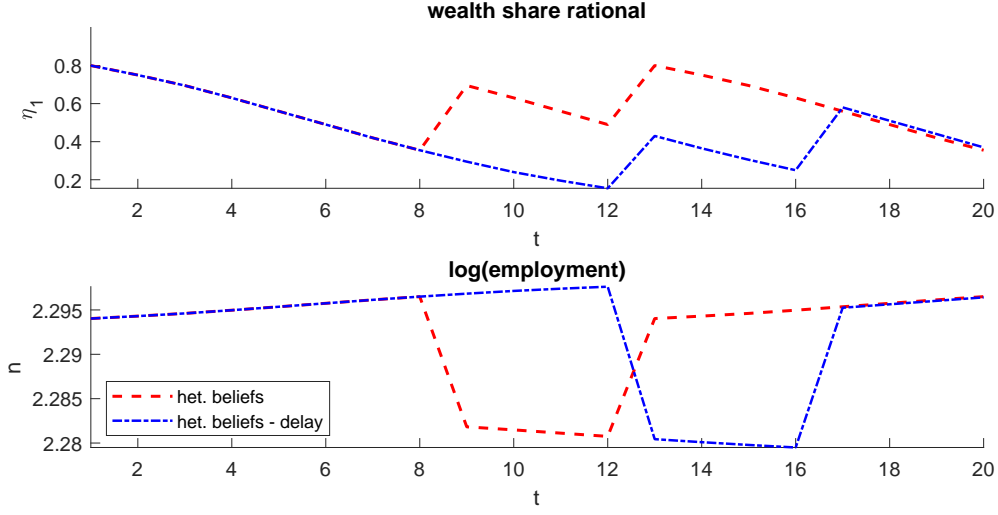 wealth share rational
0.8
0.6
0.4
0.2
η1
2 4 6 8 10 12 14 16 18 20
t
log(employment)
2.295
2.29
2.285
2.28
n
het. beliefs
het. beliefs - delay
2 4 6 8 10 12 14 16 18 20
t